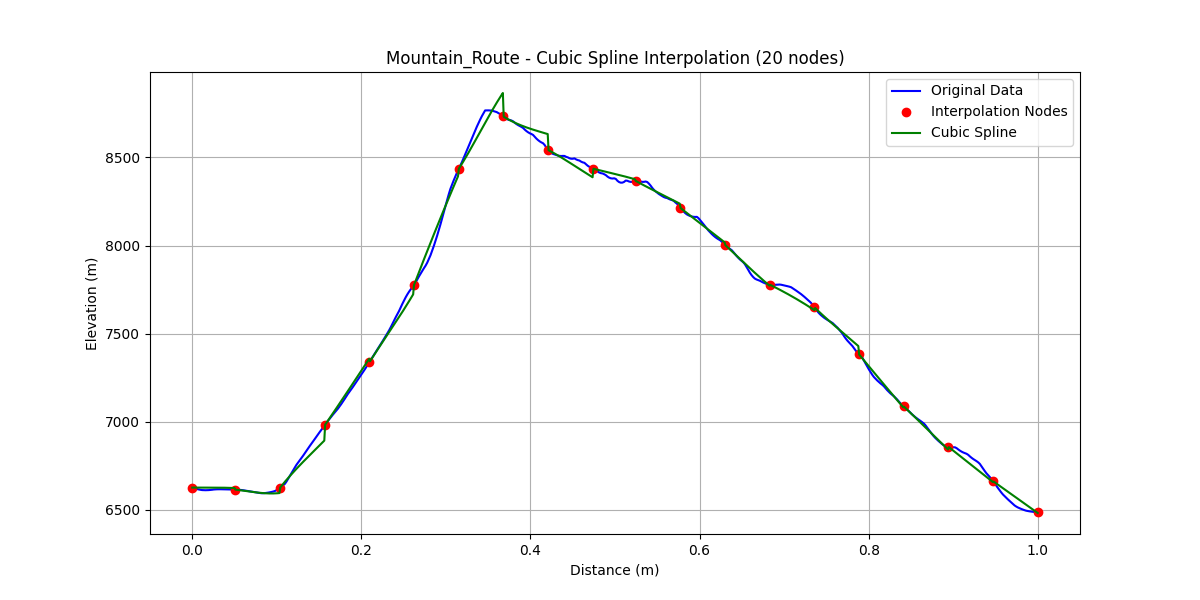 Mountain_Route - Cubic Spline Interpolation (20 nodes)
Original Data
Interpolation Nodes
Cubic Spline
8500
8000
7500
7000
6500
Elevation (m)
0.0 0.2 0.4 0.6 0.8 1.0
Distance (m)